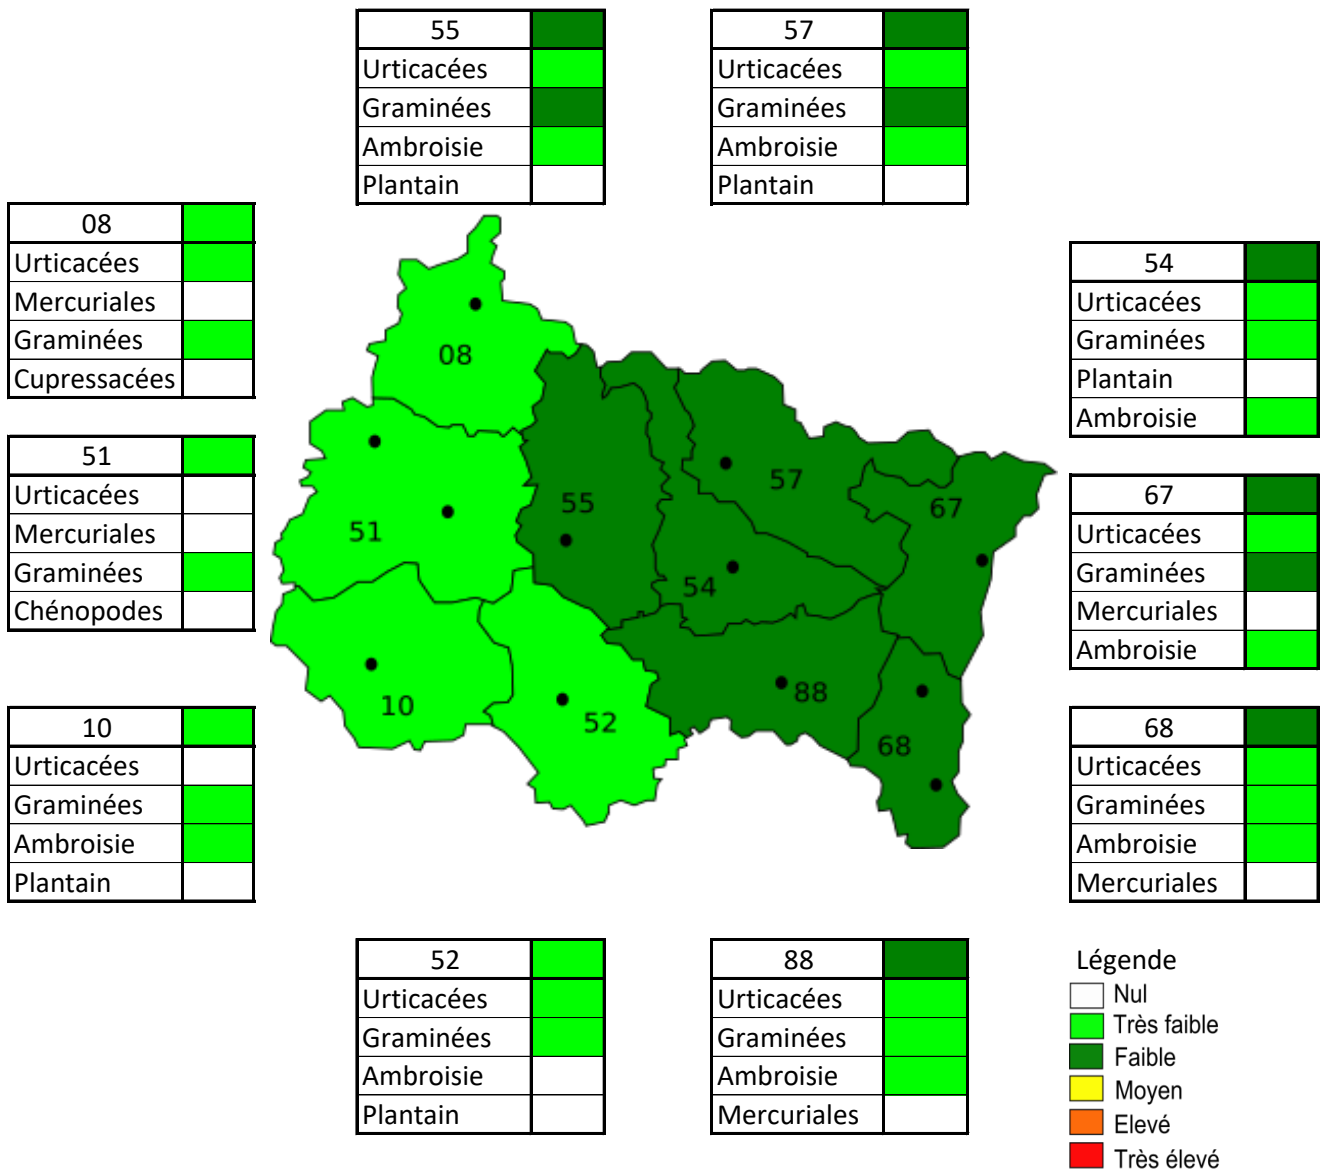 55
Urticacées
Graminées
Ambroisie
Plantain
57
Urticacées
Graminées
Ambroisie
Plantain
08
Urticacées
Mercuriales
Graminées
Cupressacées
51
Urticacées
Mercuriales
Graminées
Chénopodes
10
Urticacées
Graminées
Ambroisie
Plantain
08
57
55
67
51
54
88
10
52
68
54
Urticacées
Graminées
Plantain
Ambroisie
67
Urticacées
Graminées
Mercuriales
Ambroisie
68
Urticacées
Graminées
Ambroisie
Mercuriales
52
Urticacées
Graminées
Ambroisie
Plantain
88
Urticacées
Graminées
Ambroisie
Mercuriales
Légende
Nul
Très faible
Faible
Moyen
Elevé
Très élevé